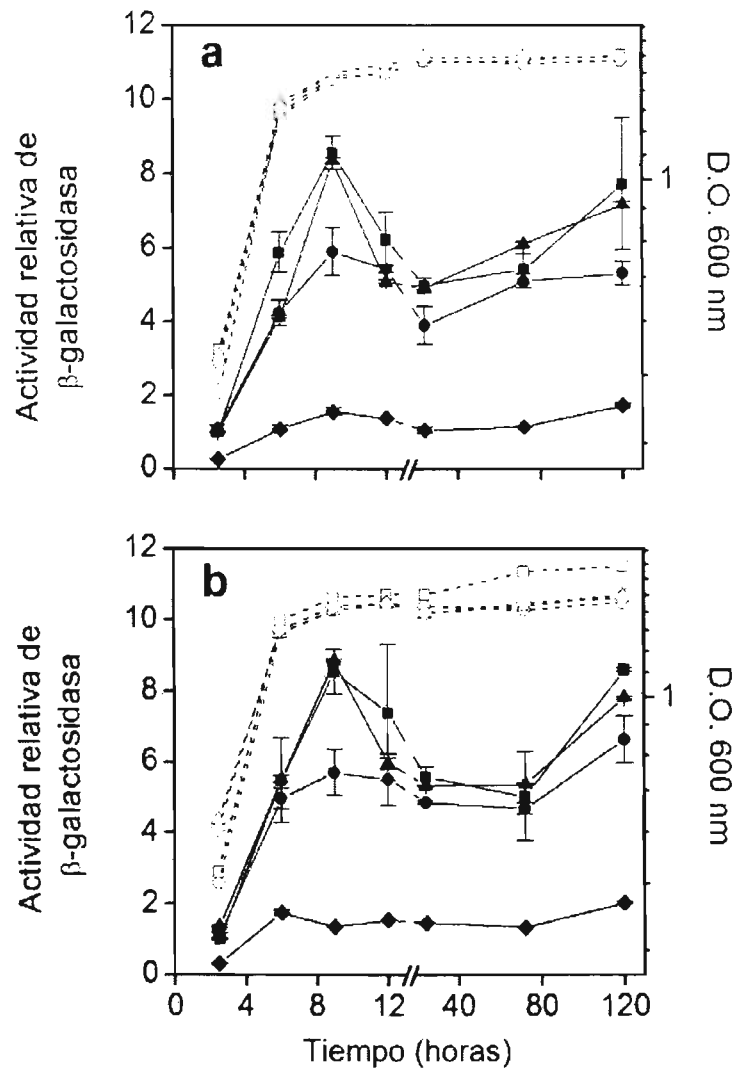 a
12
10
8
6
4
2
0
Actividad relativa de
β-galactosidasa
1
D.O. 600 nm
b
12
10
8
6
4
2
0
Actividad relativa de
β-galactosidasa
1
D.O. 600 nm
0 4 8 12 40 80 120
Tiempo (horas)